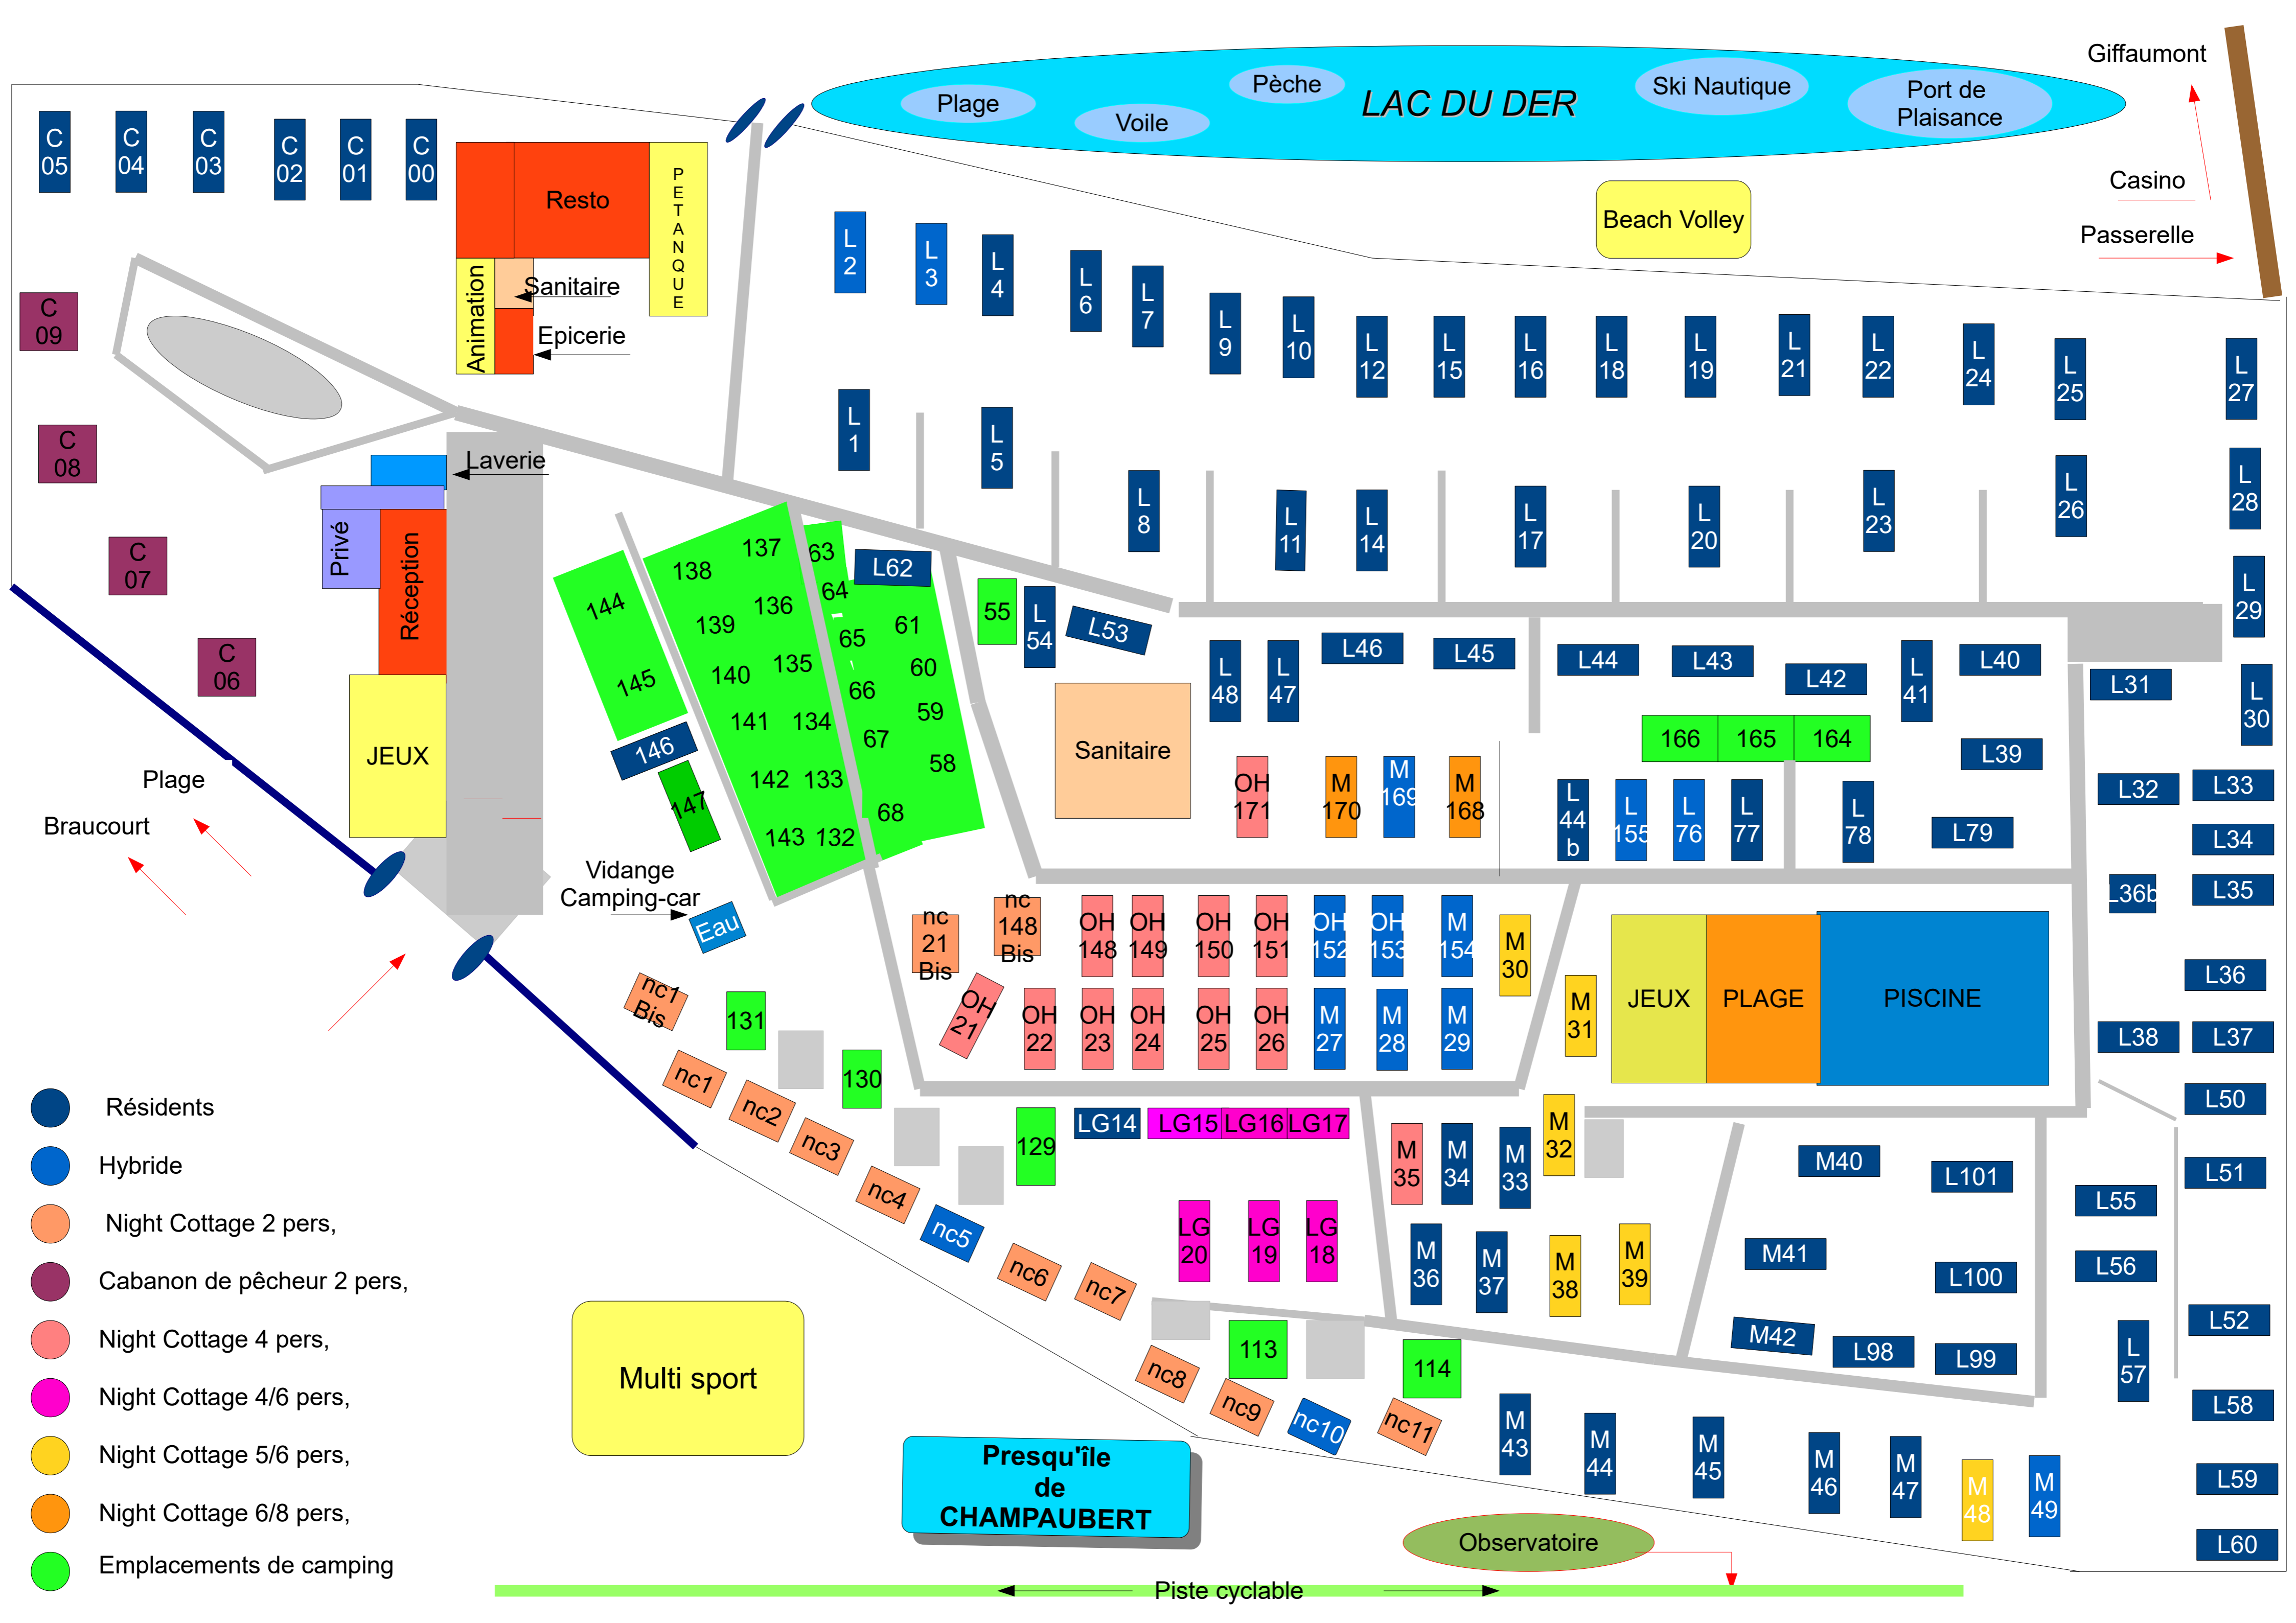 Giffaumont
Casino
Passerelle
Plage
Voile
Pèche
LAC DU DER
Ski Nautique
Port de
Plaisance
Beach Volley
C
05
C
04
C
03
C
02
C
01
C
00
Resto
PETANQUE
Animation
Sanitaire
Epicerie
C
09
C
08
C
07
C
06
Laverie
Privé
Réception
JEUX
Plage
Braucourt
L
2
L
3
L
4
L
6
L
7
L
9
L
10
L
12
L
15
L
16
L
18
L
19
L
21
L
22
L
24
L
25
L
27
L
1
L
5
L
8
L
11
L
14
L
17
L
20
L
23
L
26
L
28
L
29
L
30
144
145
146
147
138
137
139
136
140
135
141
134
142
133
143
132
63
64
65
66
67
68
L62
61
60
59
58
55
L
54
L53
L
48
L
47
L46
L45
L44
L43
L42
L
41
L40
L31
Sanitaire
166
165
164
L39
L32
L33
OH
171
M
170
M
169
M
168
L
44
b
L
155
L
76
L
77
L
78
L79
L34
L36b
L35
Vidange
Camping-car
Eau
nc
21
Bis
nc
148
Bis
OH
148
OH
149
OH
150
OH
151
OH
152
OH
153
M
154
M
30
M
31
JEUX
PLAGE
PISCINE
L36
L38
L37
OH
21
OH
22
OH
23
OH
24
OH
25
OH
26
M
27
M
28
M
29
nc1
Bis
131
130
129
nc1
nc2
nc3
nc4
nc5
nc6
nc7
nc8
nc9
nc10
nc11
LG14
LG15
LG16
LG17
LG
20
LG
19
LG
18
113
114
M
35
M
34
M
33
M
32
M
36
M
37
M
38
M
39
M40
M41
M42
L101
L100
L98
L99
L50
L51
L55
L56
L52
L
57
L58
L59
L60
M
43
M
44
M
45
M
46
M
47
M
48
M
49
Résidents
Hybride
Night Cottage 2 pers,
Cabanon de pêcheur 2 pers,
Night Cottage 4 pers,
Night Cottage 4/6 pers,
Night Cottage 5/6 pers,
Night Cottage 6/8 pers,
Emplacements de camping
Multi sport
Presqu'île
de
CHAMPAUBERT
Observatoire
Piste cyclable